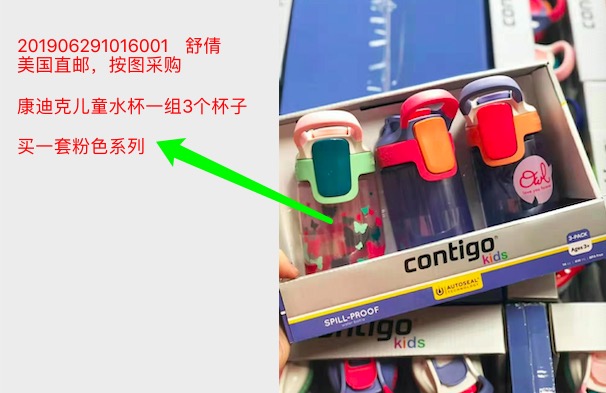 201906291016001 舒倩
美国直邮，按图采购
康迪克儿童水杯一组3个杯子
买一套粉色系列
Owl
contigo
kids
3-PACK
Ages 3+
AUTOSEAL
SPILL-PROOF
contigo
kids